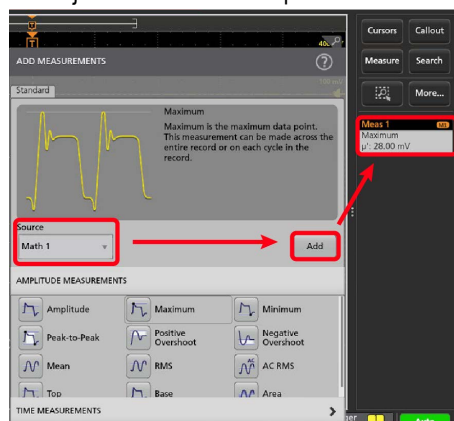 ADD MEASUREMENTS
Standard
Maximum
Maximum is the maximum data point.
This measurement can be made across the
entire record or on each cycle in the
record.
Source
Math 1
Add
AMPLITUDE MEASUREMENTS
Amplitude
Maximum
Minimum
Peak-to-Peak
Positive
Overshoot
Negative
Overshoot
Mean
RMS
AC RMS
Top
Base
Area
TIME MEASUREMENTS
Cursors
Callout
Measure
Search
More...
Meas 1
M1
Maximum
µ': 28.00 mV